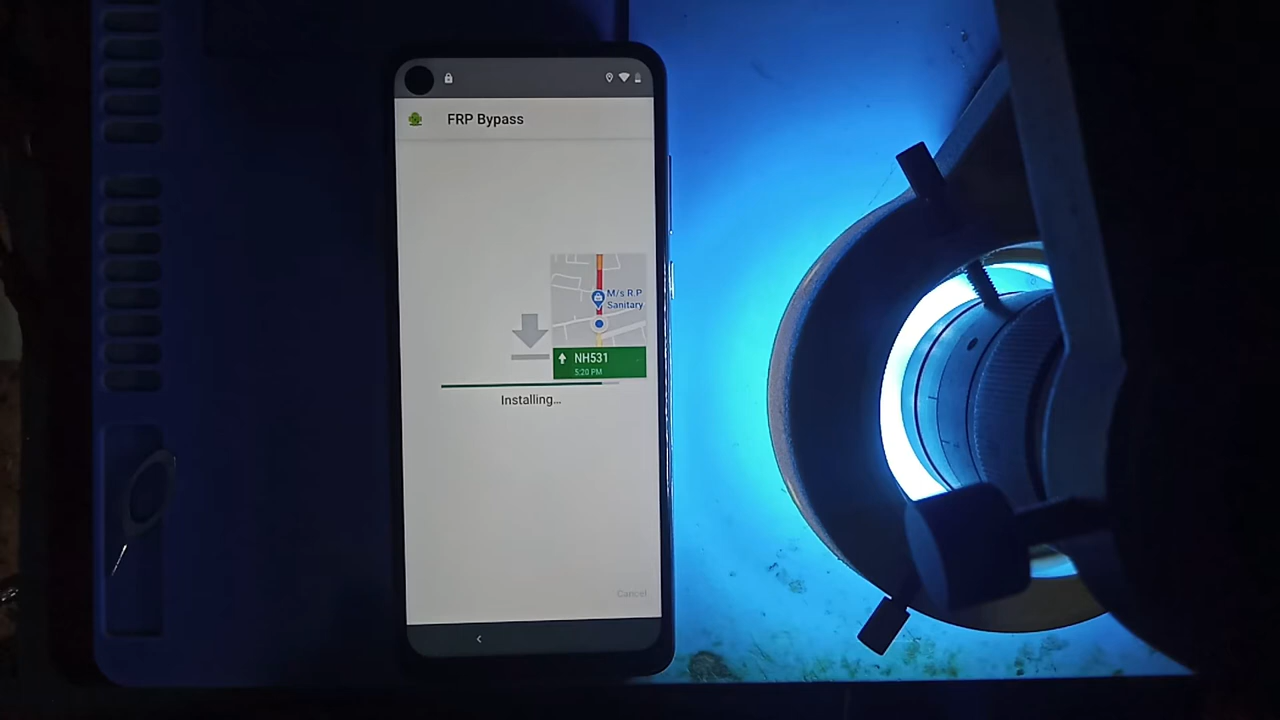 FRP Bypass
M/s R.P
Sanitary
NH531
5:20 PM
Installing...
Cancel